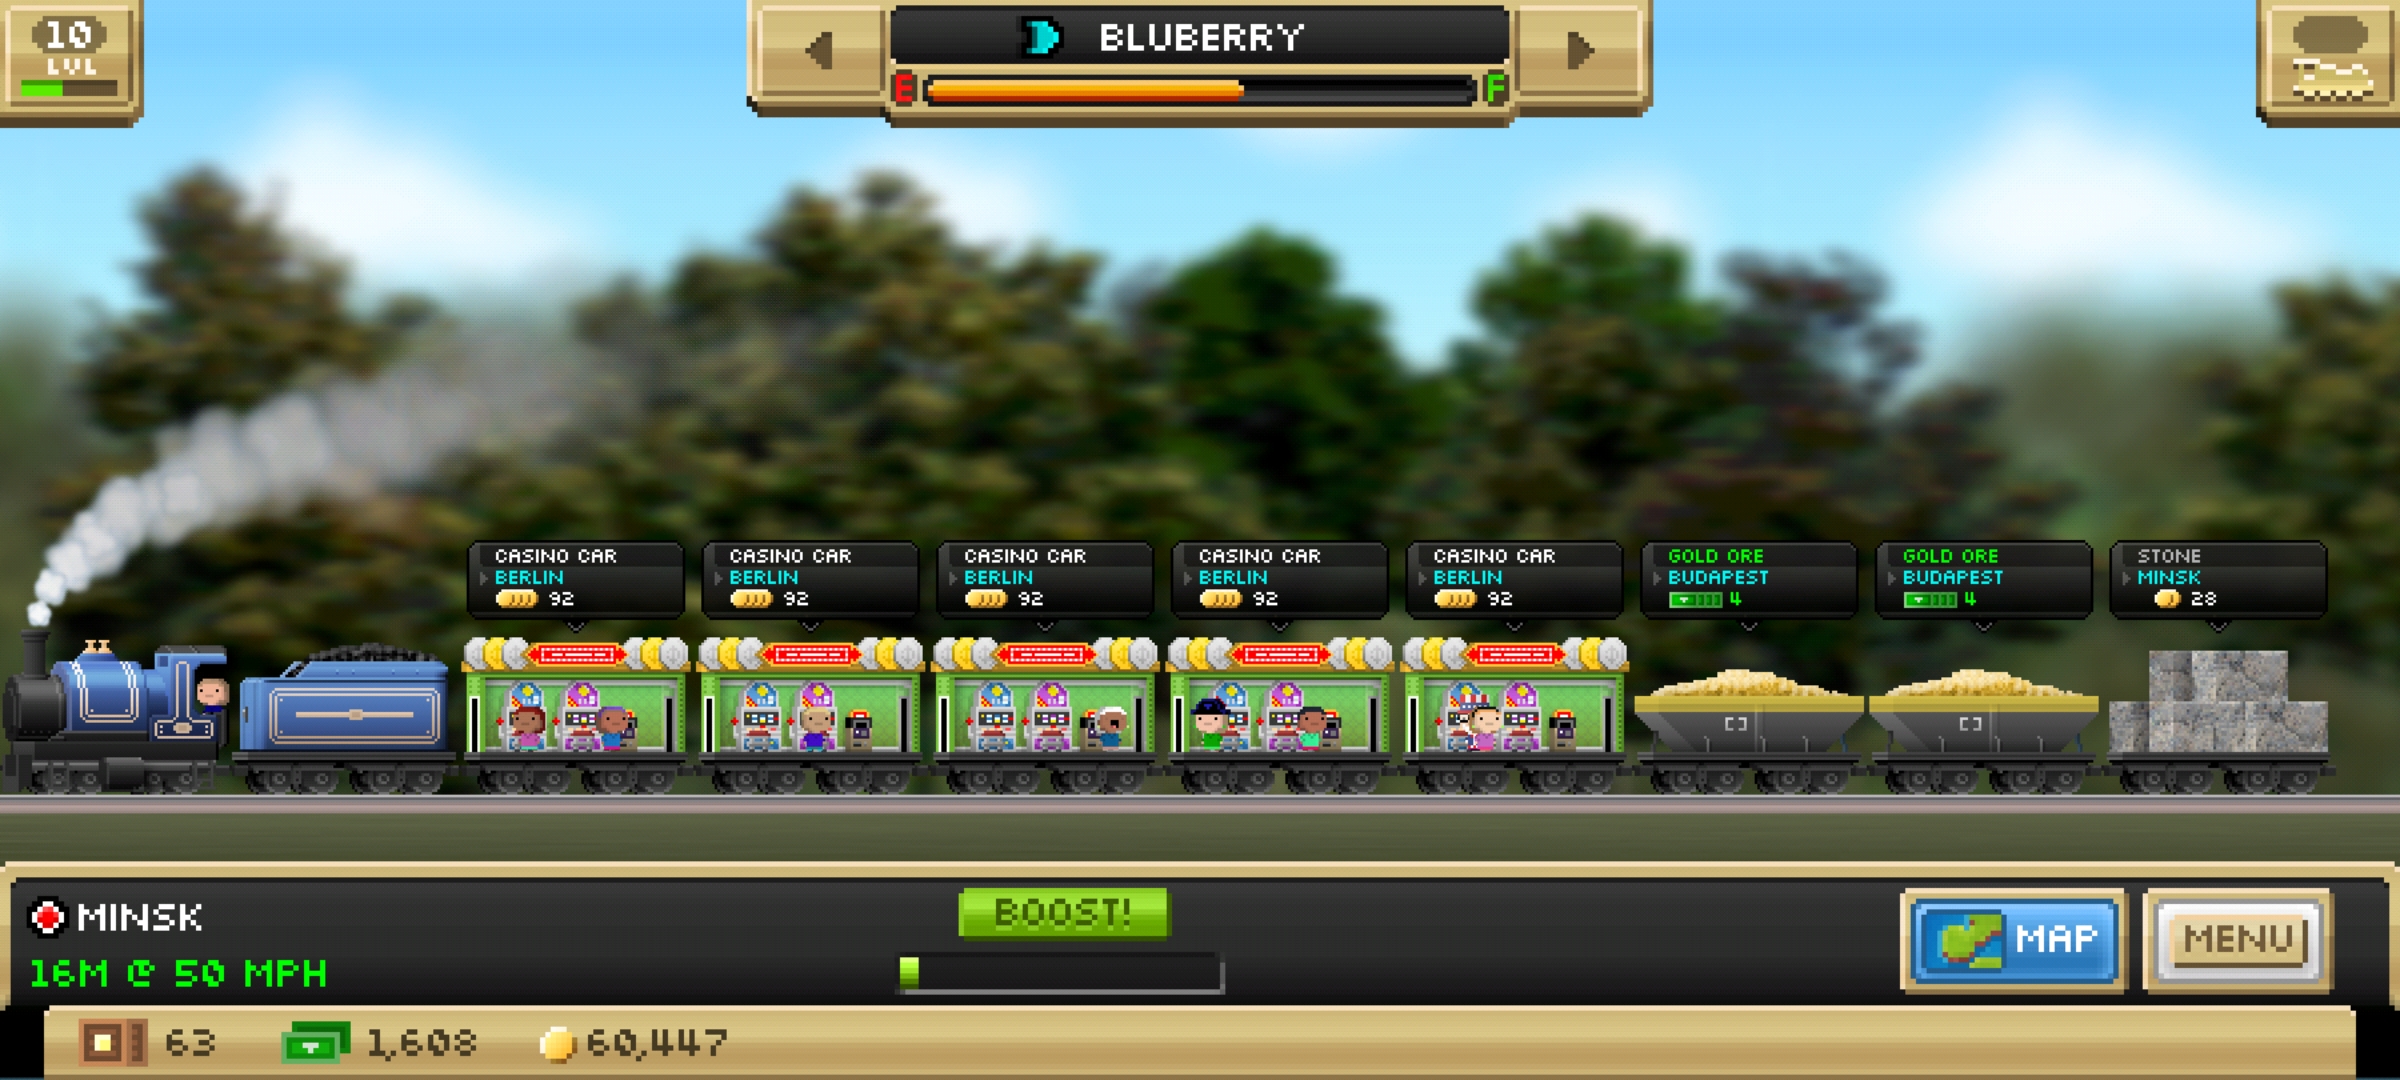 10
LVL
BLUBERRY
E F
CASINO CAR
BERLIN
92
CASINO CAR
BERLIN
92
CASINO CAR
BERLIN
92
CASINO CAR
BERLIN
92
CASINO CAR
BERLIN
92
GOLD ORE
BUDAPEST
4
GOLD ORE
BUDAPEST
4
STONE
MINSK
28
MINSK
16M @ 50 MPH
BOOST!
MAP
MENU
63 1,608 60,447